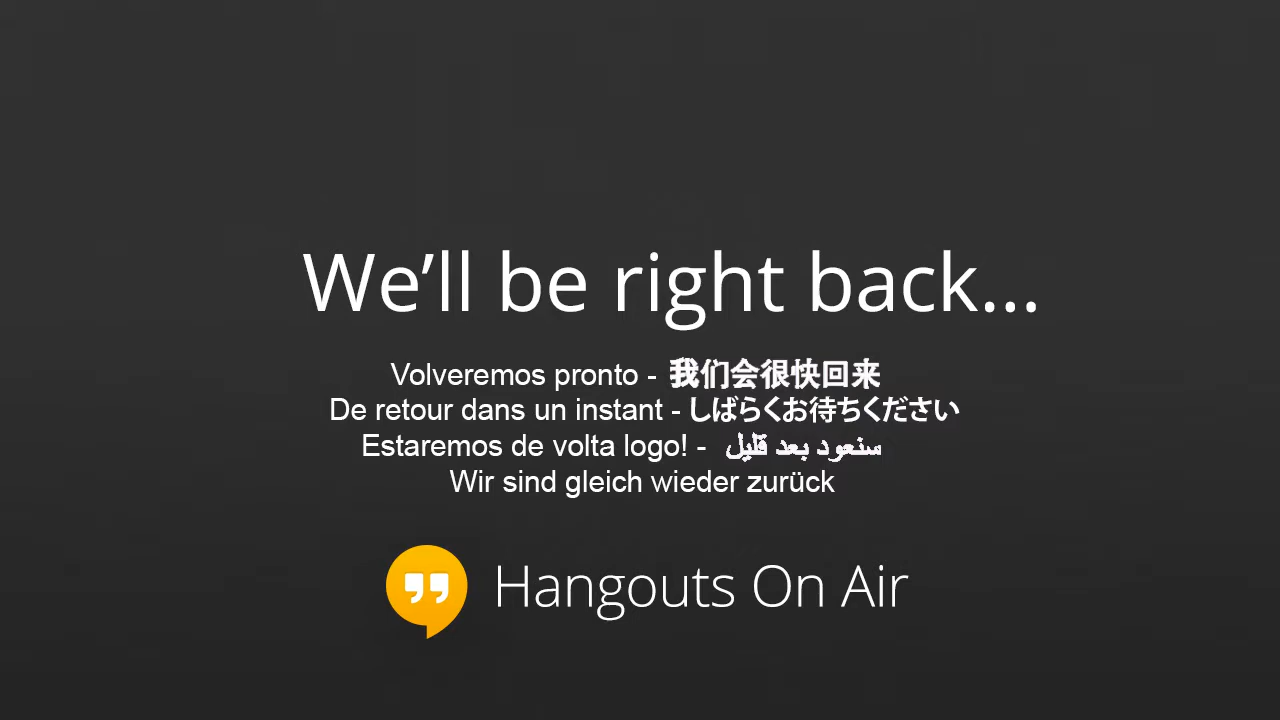 We’ll be right back...
Volveremos pronto - 我们会很快回来
De retour dans un instant - しばらくお待ちください
Estaremos de volta logo! - سنعود بعد قليل
Wir sind gleich wieder zurück
Hangouts On Air